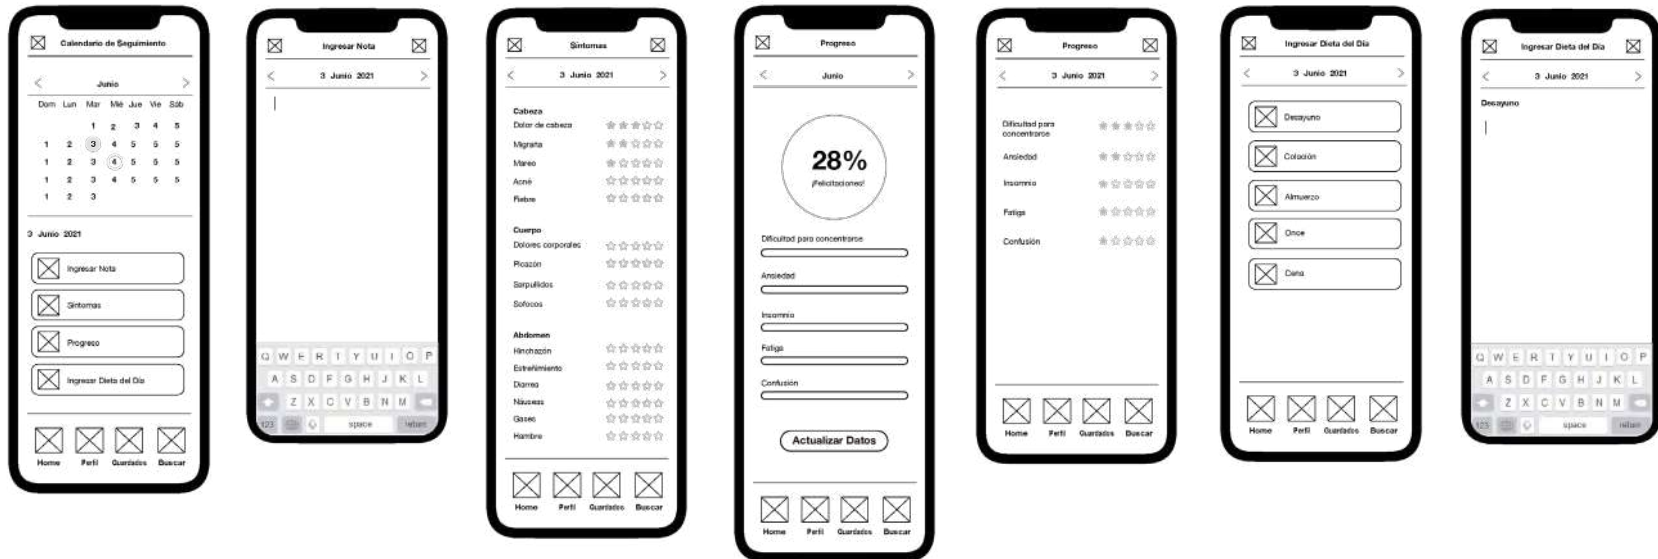 Calendario de Seguimiento
Junio
Dom Lun Mar Mié Jue Vie Sáb
1 2 3 4 5
1 2 3 4 5 5 5
1 2 3 4 5 5 5
1 2 3 4 5 5 5
1 2 3
3 Junio 2021
Ingresar Nota
Síntomas
Progreso
Ingresar Dieta del Día
Home Perfil Guardados Buscar
Ingresar Nota
3 Junio 2021
Q W E R T Y U I O P
A S D F G H J K L
Z X C V B N M
123 space return
Síntomas
3 Junio 2021
Cabeza
Dolor de cabeza
Migraña
Mareo
Acné
Fiebre
Cuerpo
Dolores corporales
Picazón
Sarpullidos
Sofocos
Abdomen
Hinchazón
Estreñimiento
Diarrea
Náuseas
Gases
Hambre
Home Perfil Guardados Buscar
Progreso
Junio
28%
¡Felicitaciones!
Dificultad para concentrarse
Ansiedad
Insomnio
Fatiga
Confusión
Actualizar Datos
Home Perfil Guardados Buscar
Progreso
3 Junio 2021
Dificultad para
concentrarse
Ansiedad
Insomnio
Fatiga
Confusión
Home Perfil Guardados Buscar
Ingresar Dieta del Día
3 Junio 2021
Desayuno
Colación
Almuerzo
Once
Cena
Home Perfil Guardados Buscar
Ingresar Dieta del Día
3 Junio 2021
Desayuno
Q W E R T Y U I O P
A S D F G H J K L
Z X C V B N M
123 space return